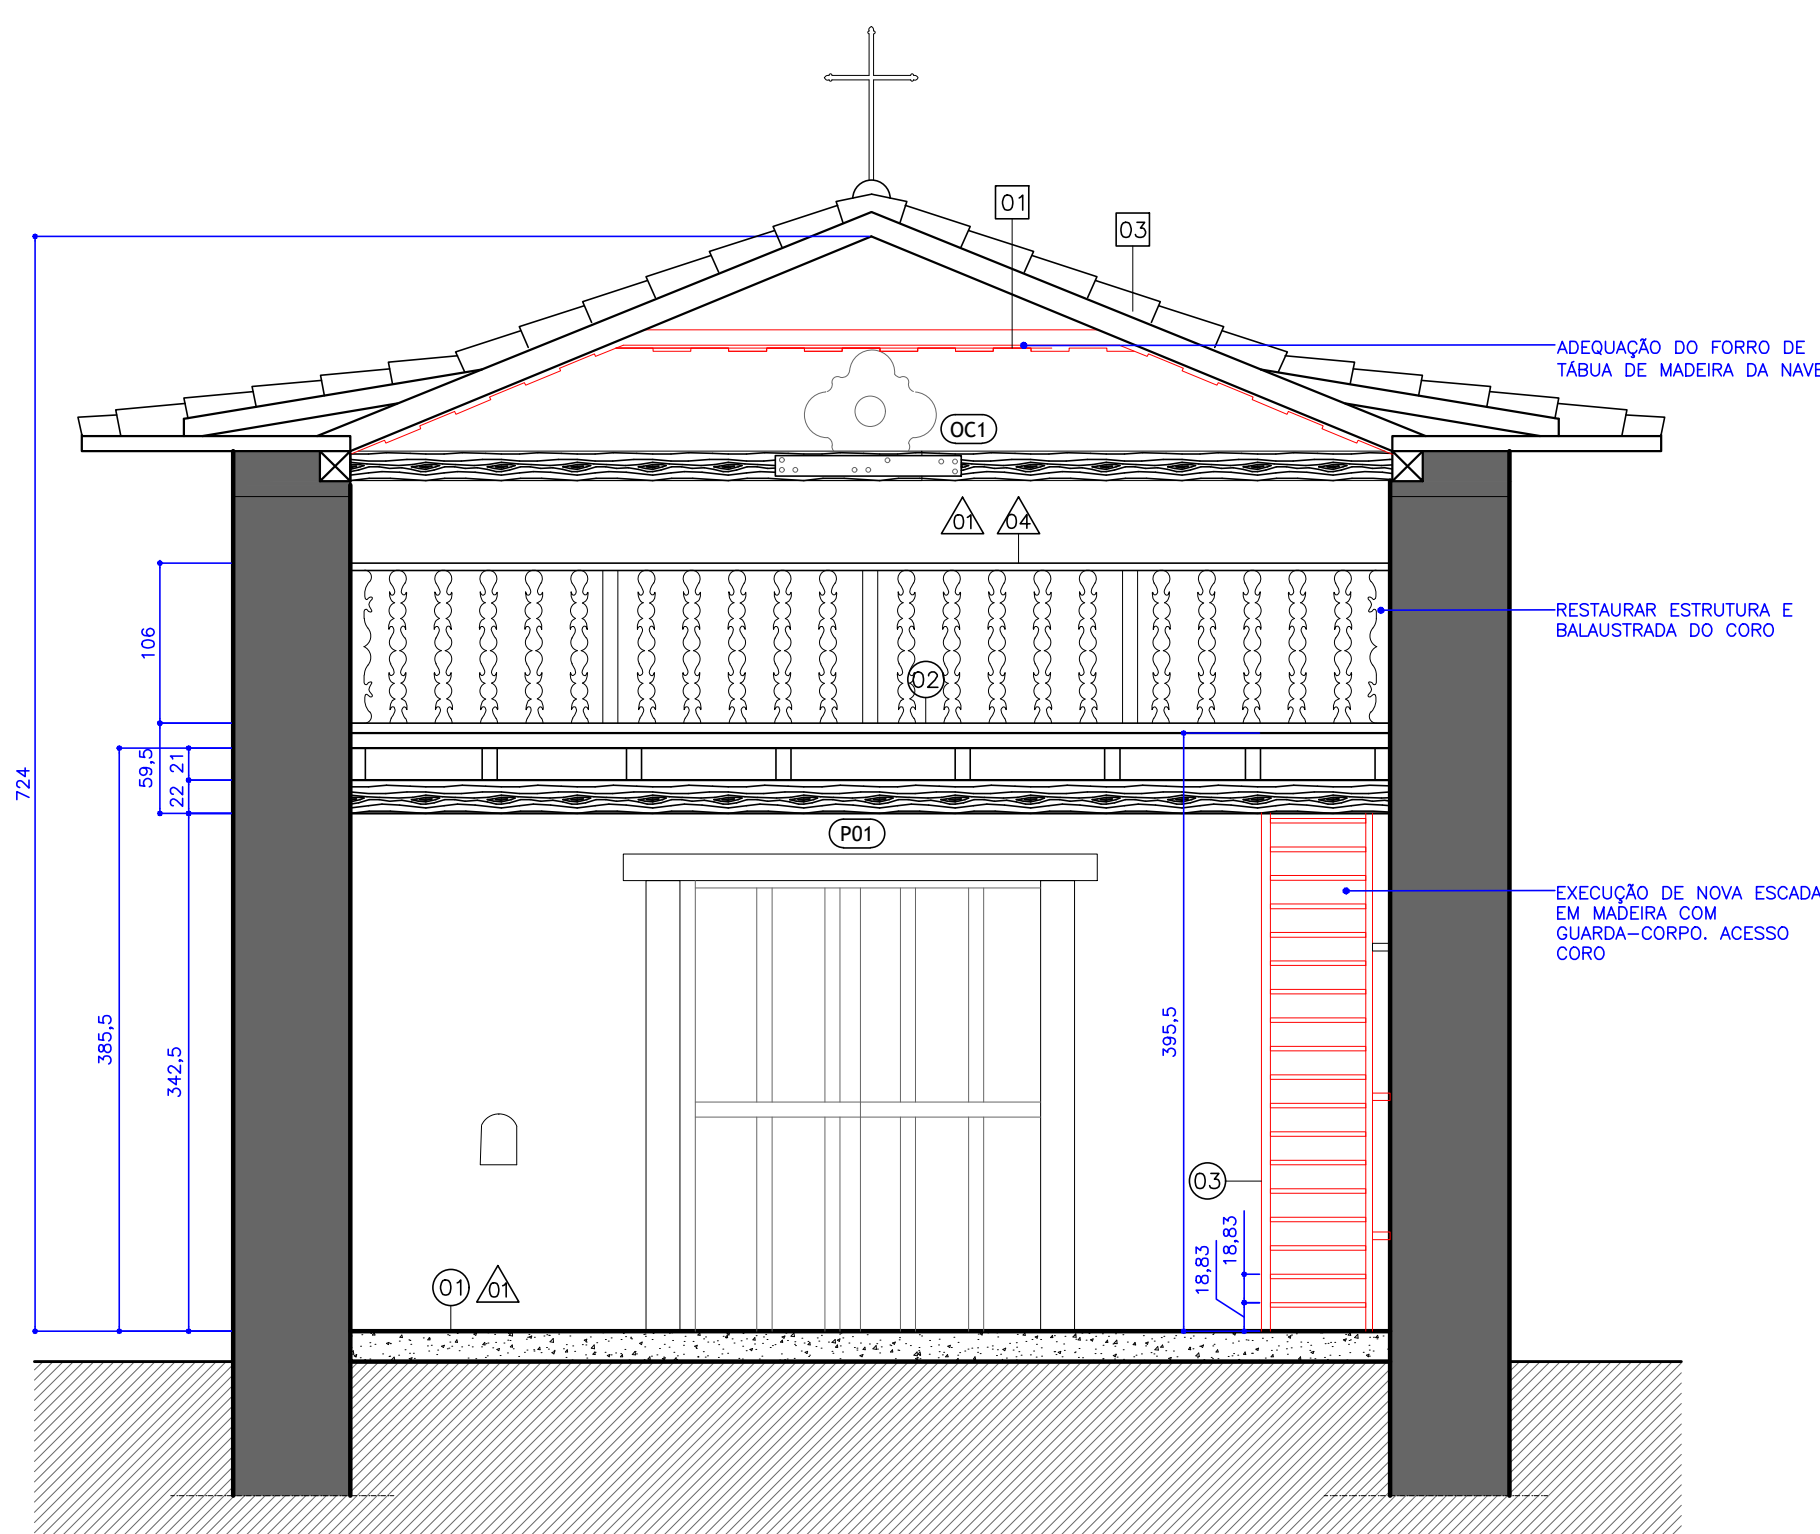 01
03
ADEQUAÇÃO DO FORRO DE
TÁBUA DE MADEIRA DA NAVE
OC1
01
04
RESTAURAR ESTRUTURA E
BALAUSTRADA DO CORO
106
02
59,5
21
22
724
P01
EXECUÇÃO DE NOVA ESCADA
EM MADEIRA COM
GUARDA-CORPO. ACESSO
CORO
385,5
342,5
395,5
03
18,83
18,83
01
01